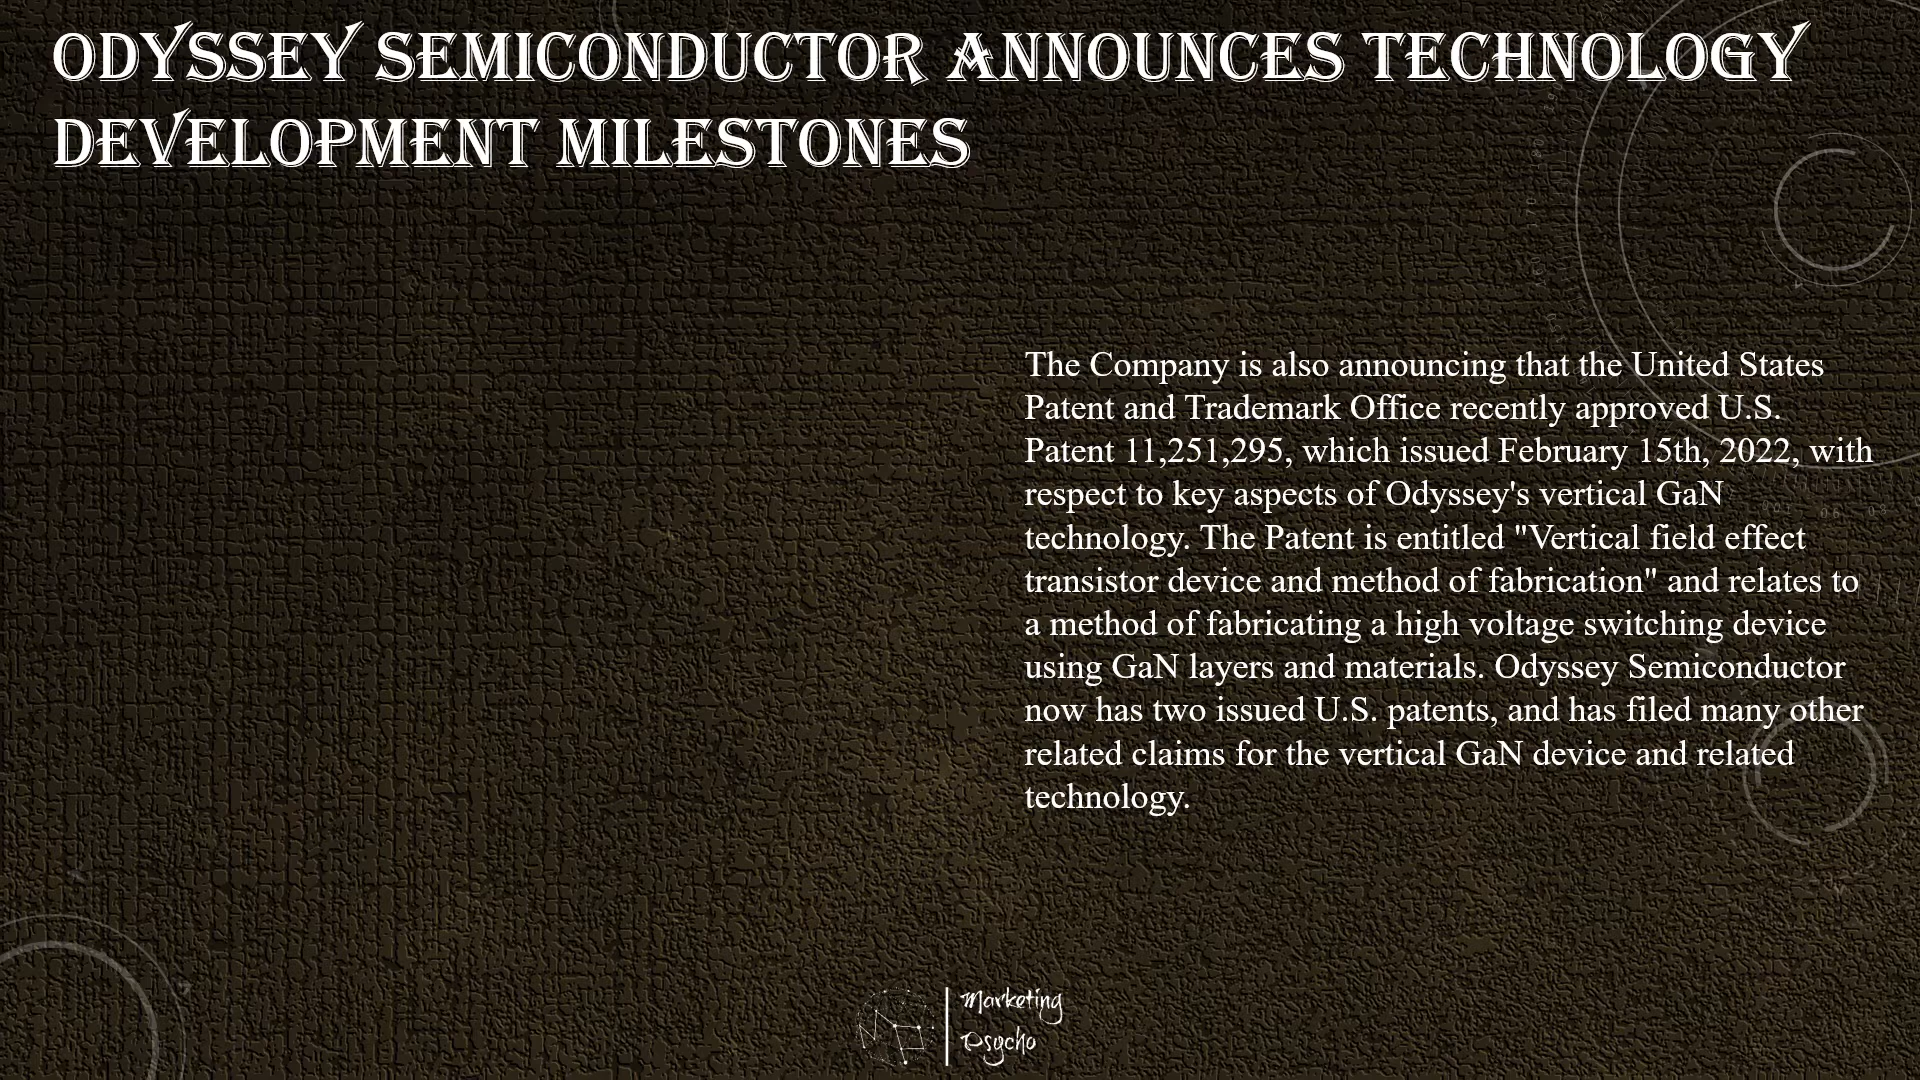 ODYSSEY SEMICONDUCTOR ANNOUNCES TECHNOLOGY
DEVELOPMENT MILESTONES
The Company is also announcing that the United States
Patent and Trademark Office recently approved U.S.
Patent 11,251,295, which issued February 15th, 2022, with
respect to key aspects of Odyssey's vertical GaN
technology. The Patent is entitled "Vertical field effect
transistor device and method of fabrication" and relates to
a method of fabricating a high voltage switching device
using GaN layers and materials. Odyssey Semiconductor
now has two issued U.S. patents, and has filed many other
related claims for the vertical GaN device and related
technology.
Marketing
Psycho